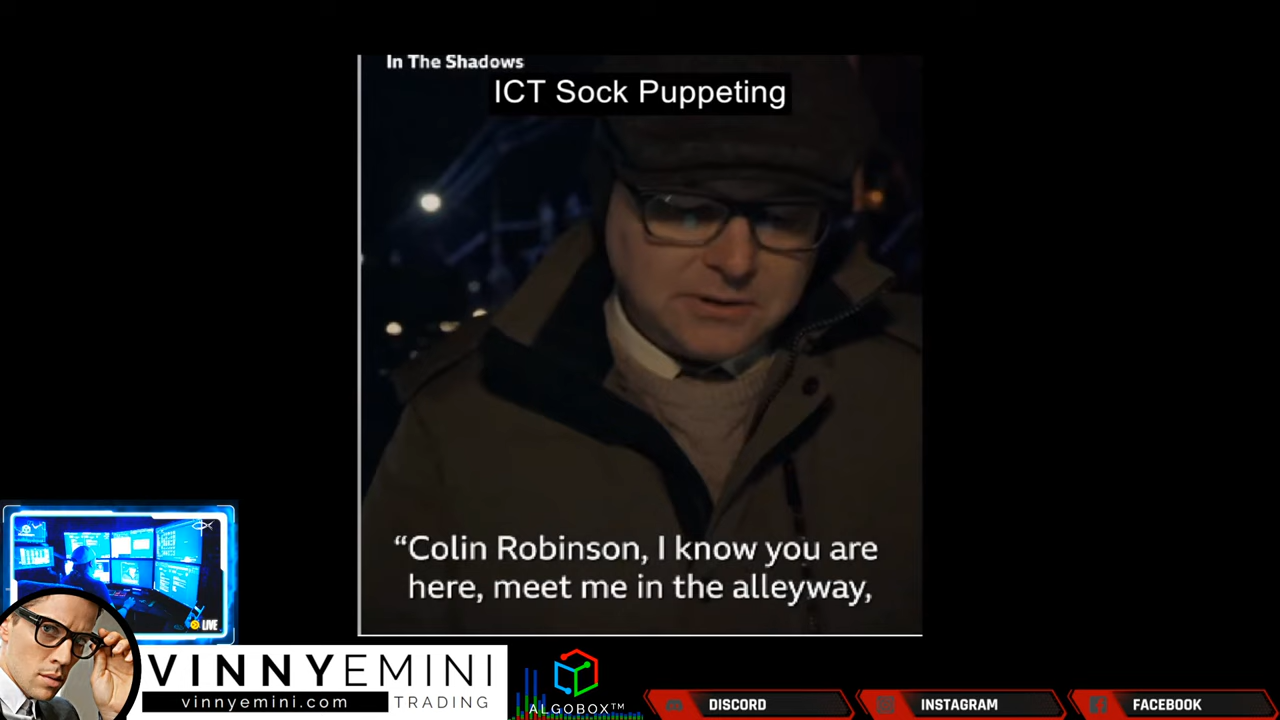 In The Shadows
ICT Sock Puppeting
“Colin Robinson, I know you are
here, meet me in the alleyway,
LIVE
VINNYEMINI
vinnyemini.com
TRADING
ALGOBOX™
DISCORD
INSTAGRAM
FACEBOOK